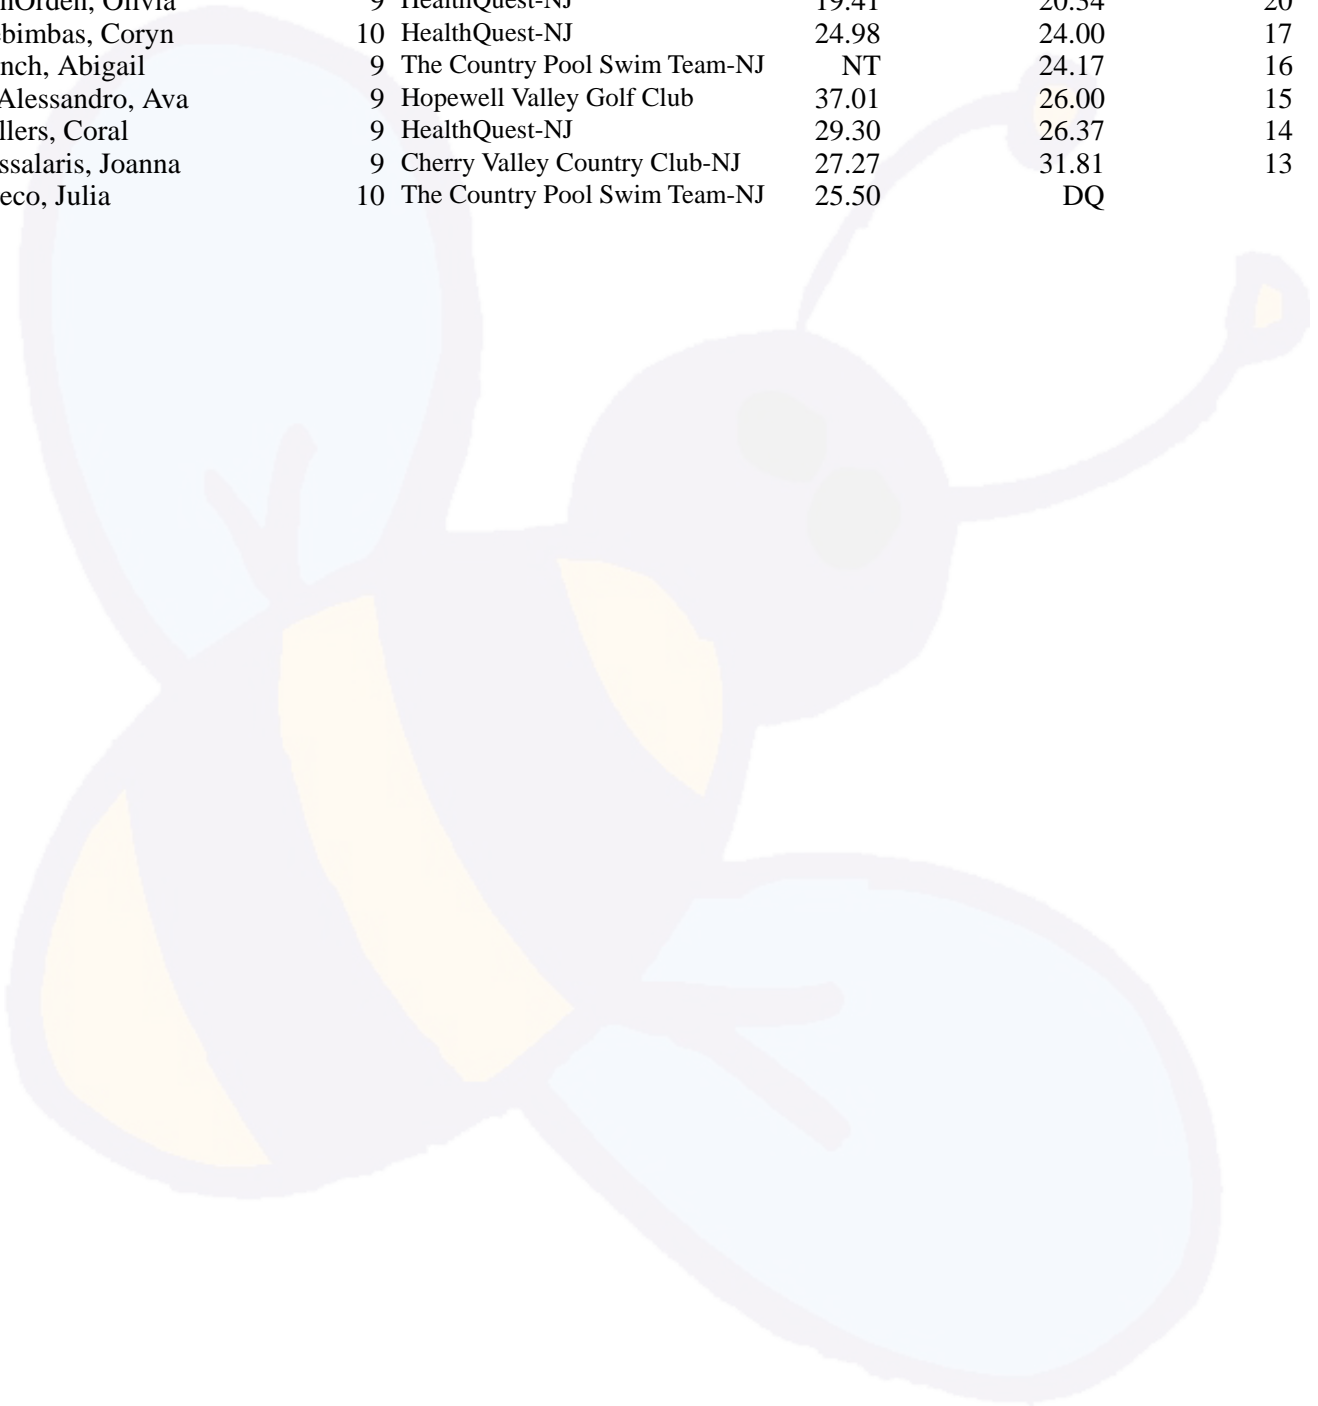 nOrden, Olivia 9 HealthQuest-NJ 19.41 20.54 20
bimbas, Coryn 10 HealthQuest-NJ 24.98 24.00 17
nch, Abigail 9 The Country Pool Swim Team-NJ NT 24.17 16
Alessandro, Ava 9 Hopewell Valley Golf Club 37.01 26.00 15
llers, Coral 9 HealthQuest-NJ 29.30 26.37 14
ssalaris, Joanna 9 Cherry Valley Country Club-NJ 27.27 31.81 13
eco, Julia 10 The Country Pool Swim Team-NJ 25.50 DQ